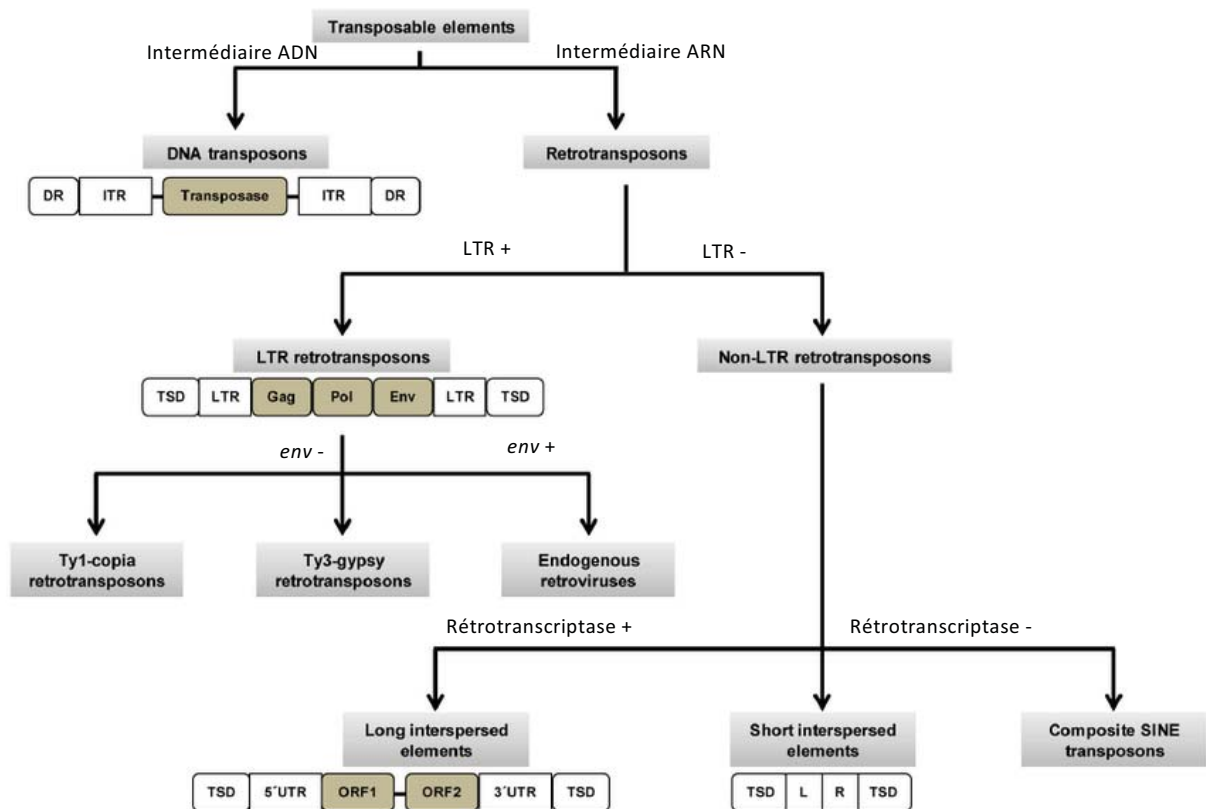 Transposable elements
Intermédiaire ADN
Intermédiaire ARN
DNA transposons
Retrotransposons
DR ITR Transposase ITR DR
LTR +
LTR -
LTR retrotransposons
Non-LTR retrotransposons
TSD LTR Gag Pol Env LTR TSD
env -
env +
Ty1-copia
retrotransposons
Ty3-gypsy
retrotransposons
Endogenous
retroviruses
Rétrotranscriptase +
Rétrotranscriptase -
Long interspersed
elements
Short interspersed
elements
Composite SINE
transposons
TSD 5´UTR ORF1 ORF2 3´UTR TSD
TSD L R TSD